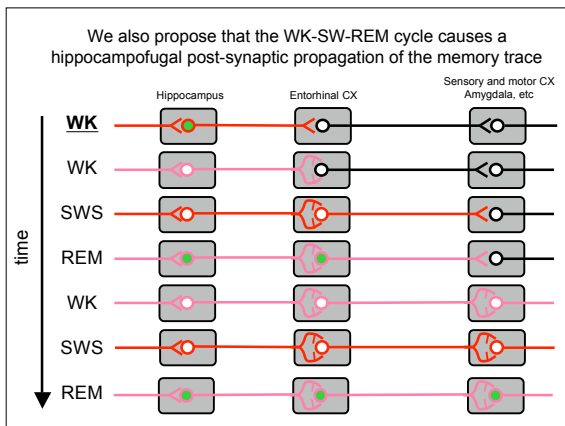 We also propose that the WK-SW-REM cycle causes a
hippocampofugal post-synaptic propagation of the memory trace
Hippocampus
Entorhinal CX
Sensory and motor CX
Amygdala, etc
time
WK
WK
SWS
REM
WK
SWS
REM